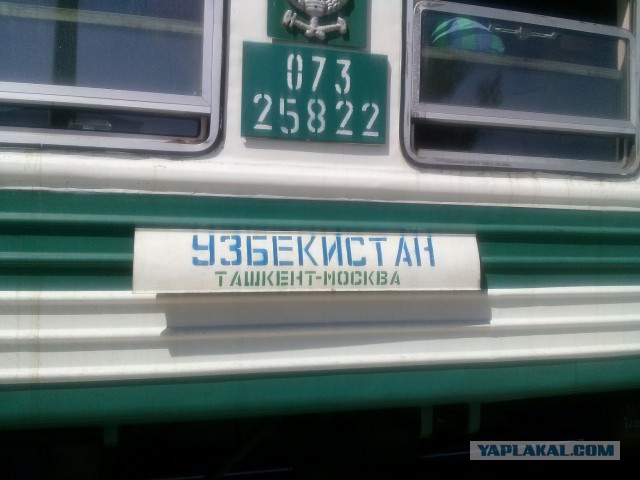 073
25822
УЗБЕКИСТАН
ТАШКЕНТ-МОСКВА
YAPLAKAL.COM